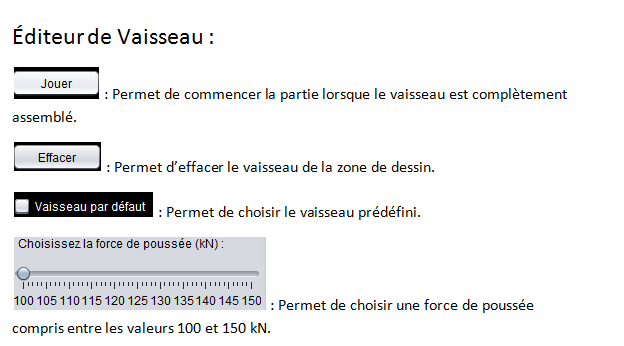 Éditeur de Vaisseau :
Jouer : Permet de commencer la partie lorsque le vaisseau est complètement
assemblé.
Effacer : Permet d’effacer le vaisseau de la zone de dessin.
Vaisseau par défaut : Permet de choisir le vaisseau prédéfini.
Choisissez la force de poussée (kN) :
100 105 110 115 120 125 130 135 140 145 150 : Permet de choisir une force de poussée
compris entre les valeurs 100 et 150 kN.